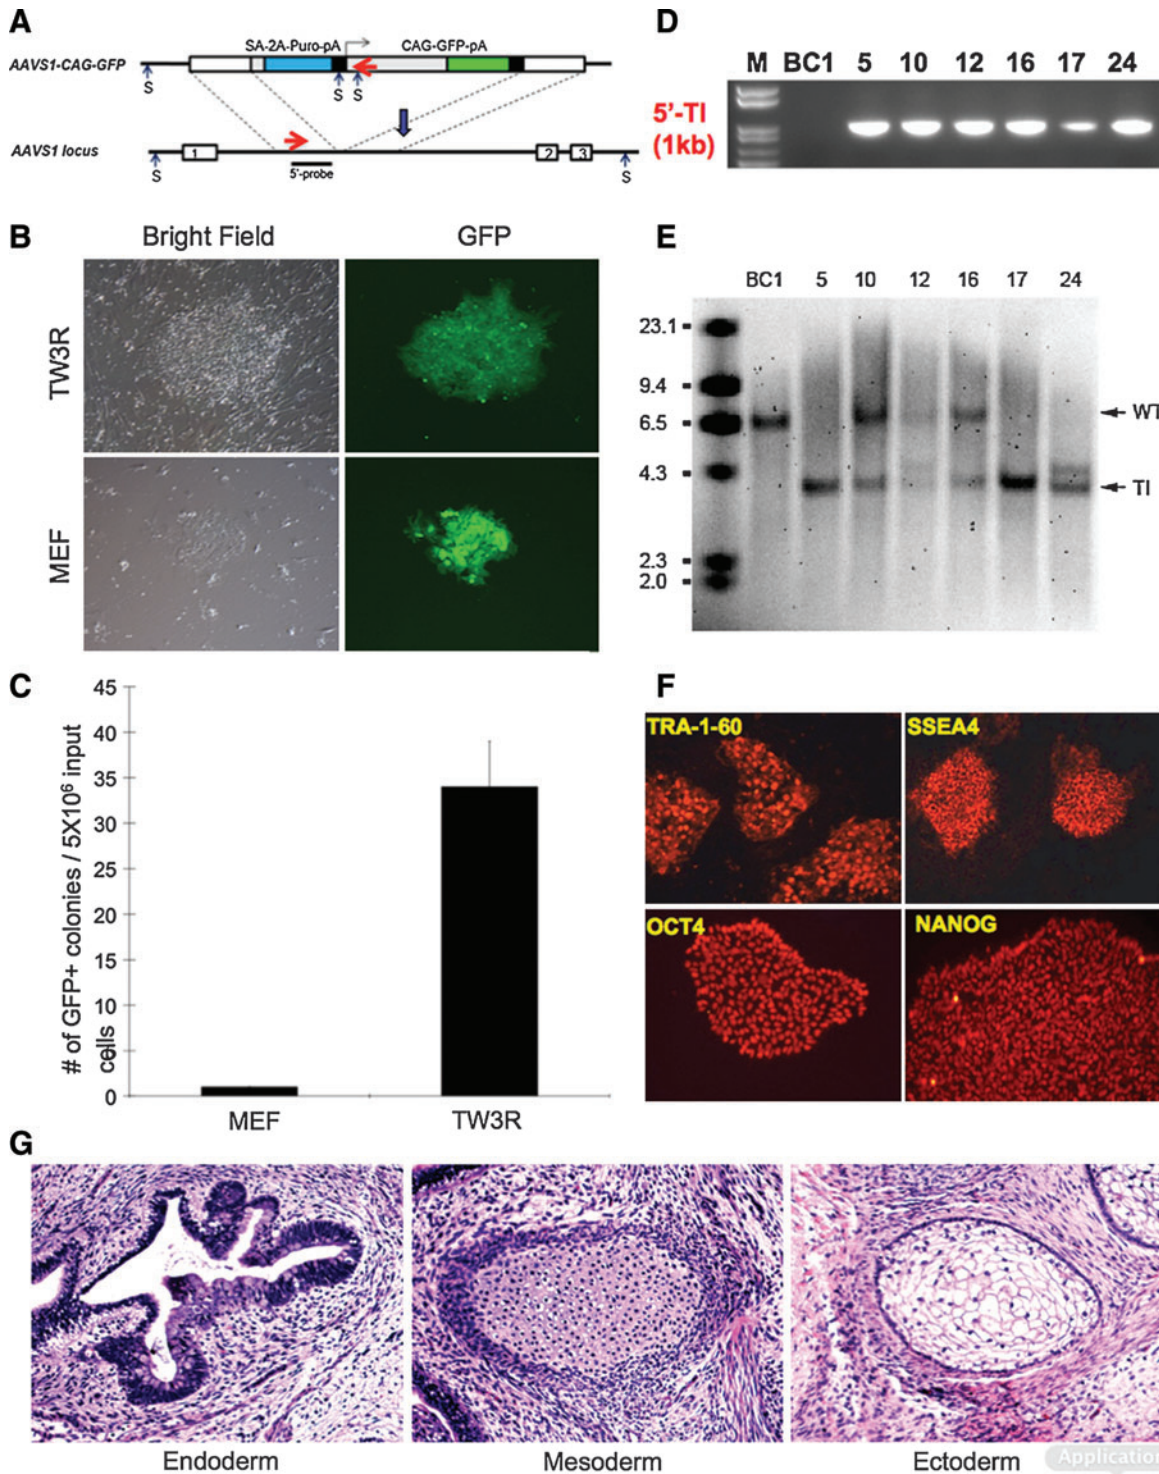 A
SA-2A-Puro-pA
CAG-GFP-pA
AAVS1-CAG-GFP
S
S
S
AAVS1 locus
1
2
3
5'-probe
S
S
B
Bright Field
GFP
TW3R
MEF
C
# of GFP+ colonies / 5X10⁶ input
cells
45
40
35
30
25
20
15
10
5
0
MEF
TW3R
D
M BC1 5 10 12 16 17 24
5'-TI
(1kb)
E
BC1 5 10 12 16 17 24
23.1
9.4
6.5
4.3
2.3
2.0
WT
TI
F
TRA-1-60
SSEA4
OCT4
NANOG
G
Endoderm
Mesoderm
Ectoderm
Application